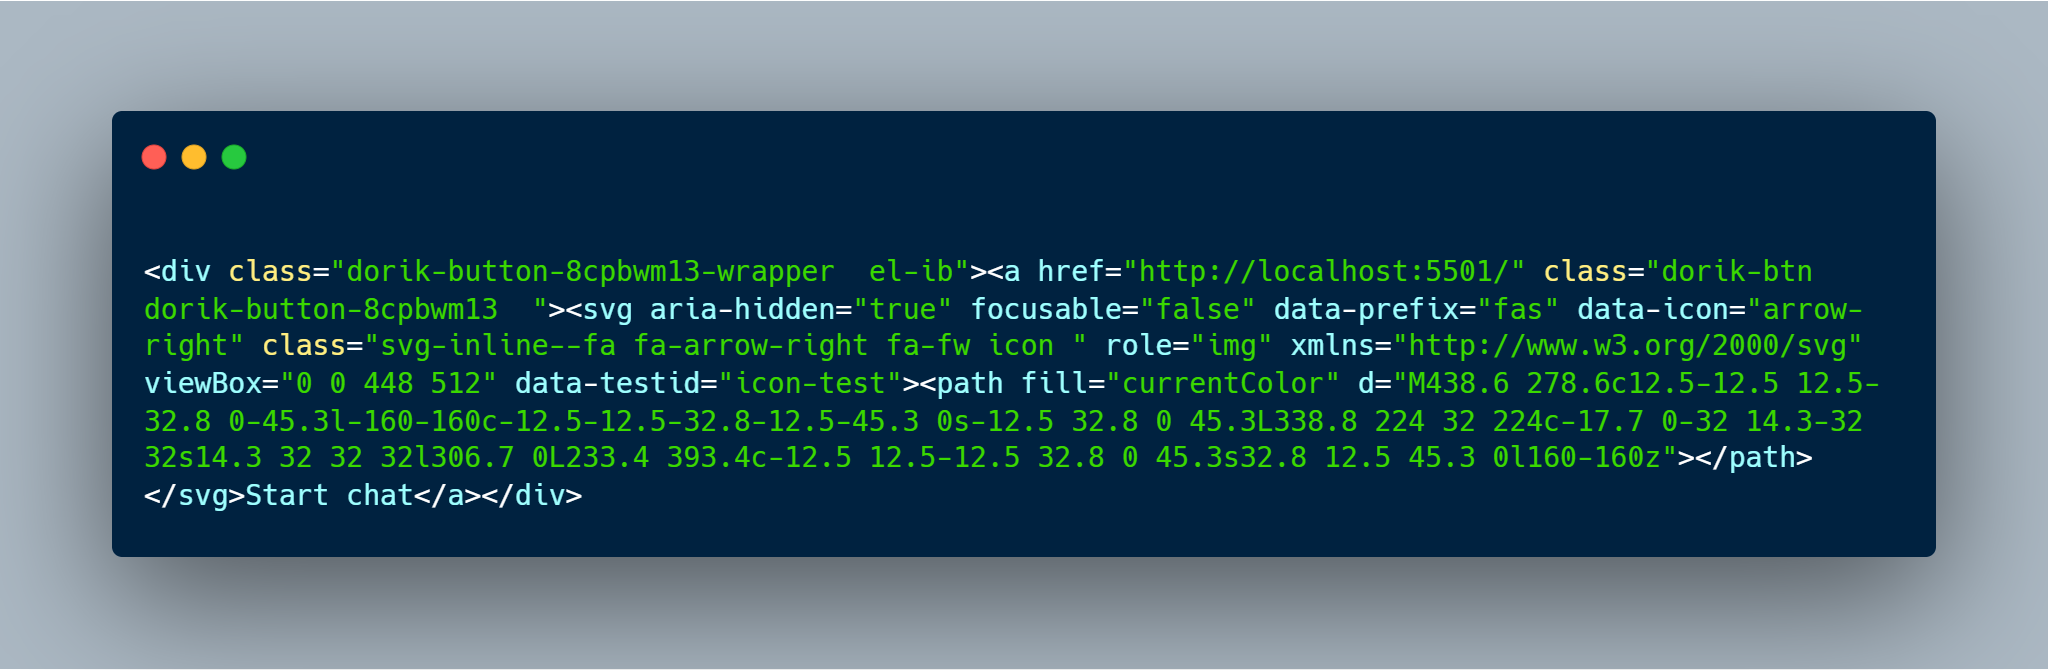 <div class="dorik-button-8cpbwm13-wrapper  el-ib"><a href="http://localhost:5501/" class="dorik-btn
dorik-button-8cpbwm13  "><svg aria-hidden="true" focusable="false" data-prefix="fas" data-icon="arrow-
right" class="svg-inline--fa fa-arrow-right fa-fw icon " role="img" xmlns="http://www.w3.org/2000/svg"
viewBox="0 0 448 512" data-testid="icon-test"><path fill="currentColor" d="M438.6 278.6c12.5-12.5 12.5-
32.8 0-45.3l-160-160c-12.5-12.5-32.8-12.5-45.3 0s-12.5 32.8 0 45.3L338.8 224 32 224c-17.7 0-32 14.3-32
32s14.3 32 32 32l306.7 0L233.4 393.4c-12.5 12.5-12.5 32.8 0 45.3s32.8 12.5 45.3 0l160-160z"></path>
</svg>Start chat</a></div>